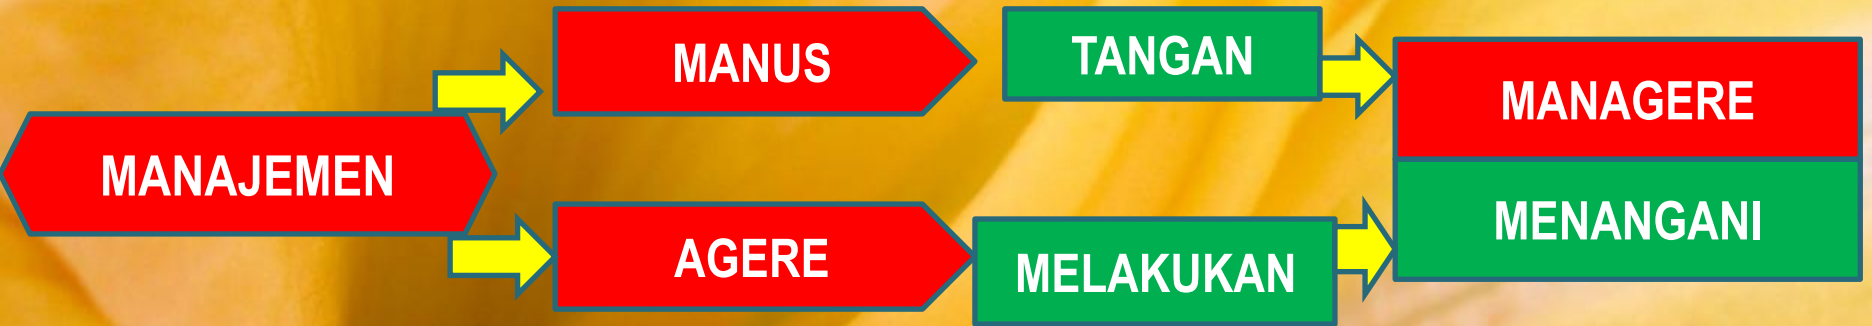 MANAJEMEN
MANUS
TANGAN
AGERE
MELAKUKAN
MANAGERE
MENANGANI